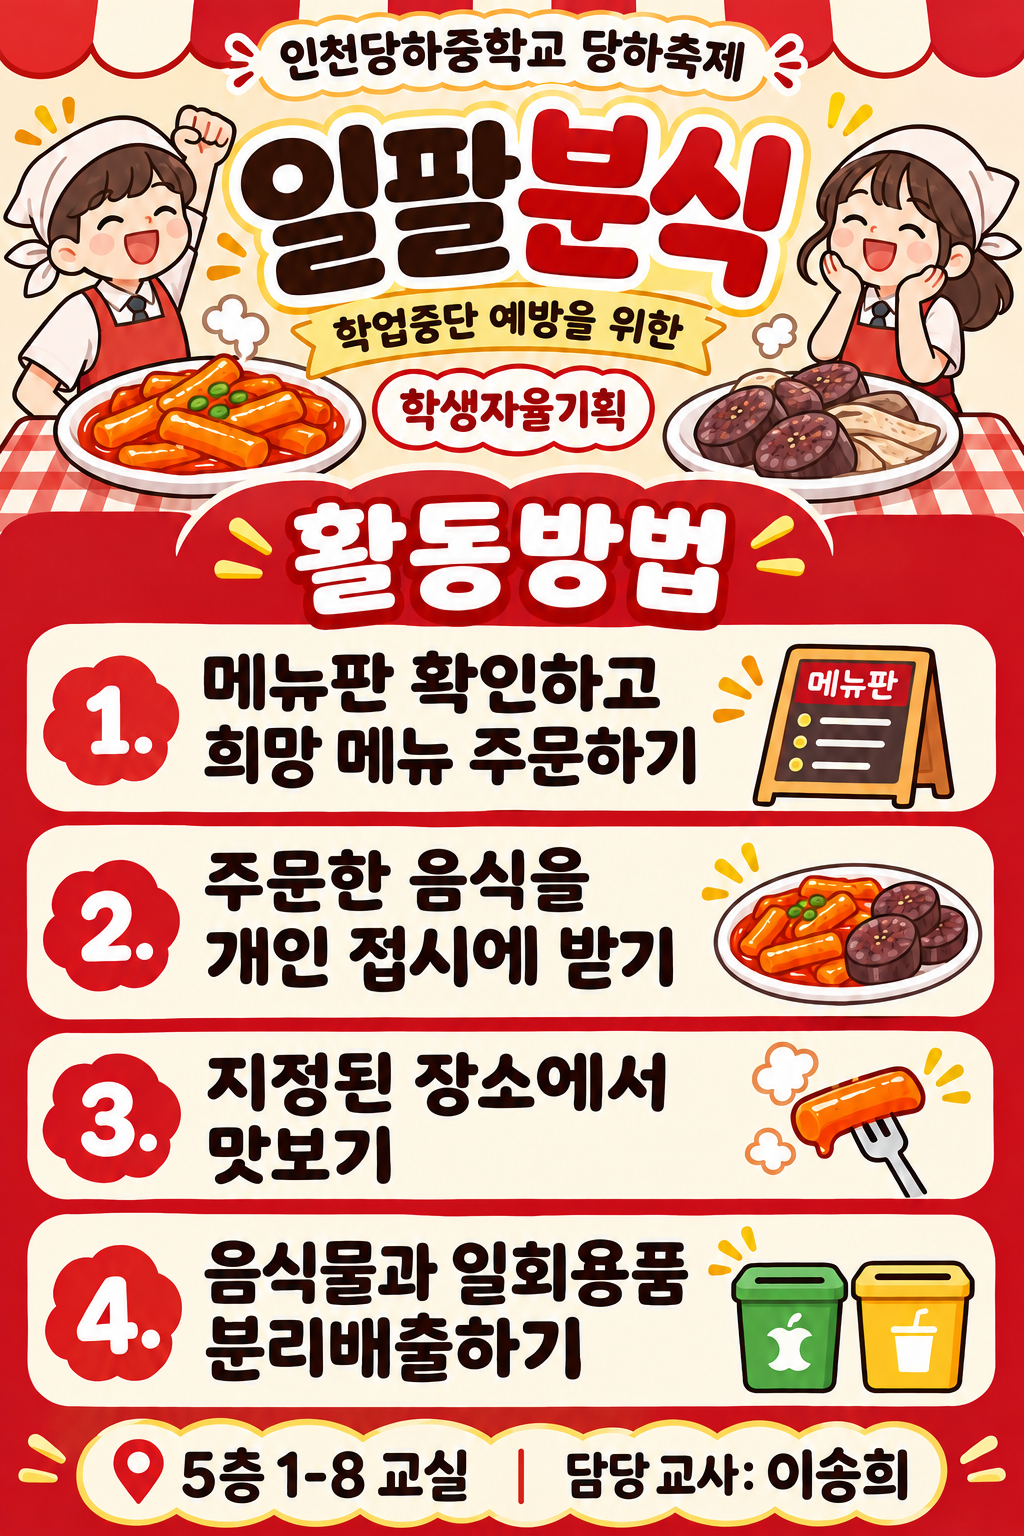 인천당하중학교 당하축제
일팔분식
학업중단 예방을 위한
학생자율기획
활동방법
1.
메뉴판 확인하고
희망 메뉴 주문하기
메뉴판
2.
주문한 음식을
개인 접시에 받기
3.
지정된 장소에서
맛보기
4.
음식물과 일회용품
분리배출하기
5층 1-8 교실 | 담당 교사: 이송희